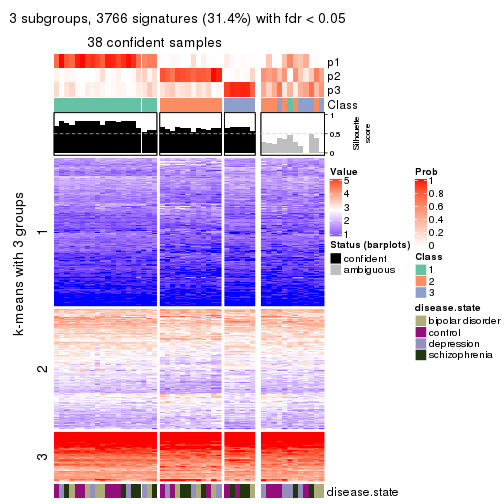 3 subgroups, 3766 signatures (31.4%) with fdr < 0.05
38 confident samples
p1
p2
p3
Class
1
0.5
0
Silhouette
score
k-means with 3 groups
1
2
3
disease.state
Value
5
4
3
2
1
Status (barplots)
confident
ambiguous
Prob
1
0.8
0.6
0.4
0.2
0
Class
1
2
3
disease.state
bipolar disorder
control
depression
schizophrenia